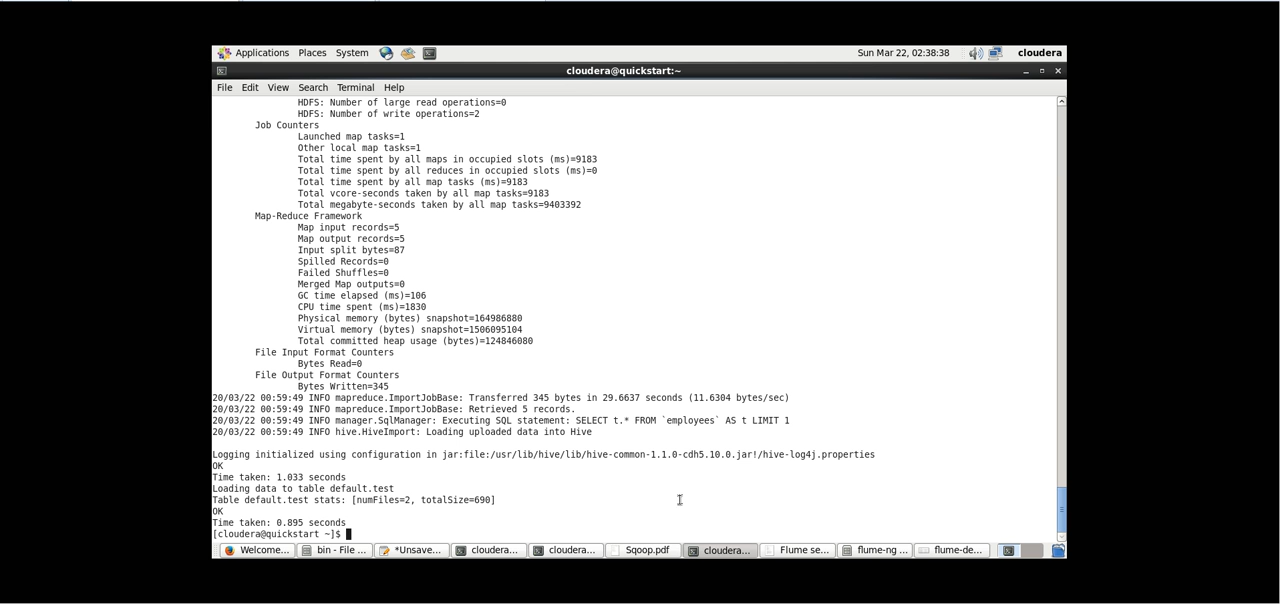 Applications Places System Sun Mar 22, 02:38:38 cloudera
cloudera@quickstart:~
File Edit View Search Terminal Help
HDFS: Number of large read operations=0
HDFS: Number of write operations=2
Job Counters
Launched map tasks=1
Other local map tasks=1
Total time spent by all maps in occupied slots (ms)=9183
Total time spent by all reduces in occupied slots (ms)=0
Total time spent by all map tasks (ms)=9183
Total vcore-seconds taken by all map tasks=9183
Total megabyte-seconds taken by all map tasks=9403392
Map-Reduce Framework
Map input records=5
Map output records=5
Input split bytes=87
Spilled Records=0
Failed Shuffles=0
Merged Map outputs=0
GC time elapsed (ms)=106
CPU time spent (ms)=1830
Physical memory (bytes) snapshot=164986880
Virtual memory (bytes) snapshot=1506095104
Total committed heap usage (bytes)=124846080
File Input Format Counters
Bytes Read=0
File Output Format Counters
Bytes Written=345
20/03/22 00:59:49 INFO mapreduce.ImportJobBase: Transferred 345 bytes in 29.6637 seconds (11.6304 bytes/sec)
20/03/22 00:59:49 INFO mapreduce.ImportJobBase: Retrieved 5 records.
20/03/22 00:59:49 INFO manager.SqlManager: Executing SQL statement: SELECT t.* FROM `employees` AS t LIMIT 1
20/03/22 00:59:49 INFO hive.HiveImport: Loading uploaded data into Hive
Logging initialized using configuration in jar:file:/usr/lib/hive/lib/hive-common-1.1.0-cdh5.10.0.jar!/hive-log4j.properties
OK
Time taken: 1.033 seconds
Loading data to table default.test
Table default.test stats: [numFiles=2, totalSize=690]
OK
Time taken: 0.895 seconds
[cloudera@quickstart ~]$
Welcome... bin - File ... *Unsave... cloudera... cloudera... Sqoop.pdf cloudera... Flume se... flume-ng ... flume-de...